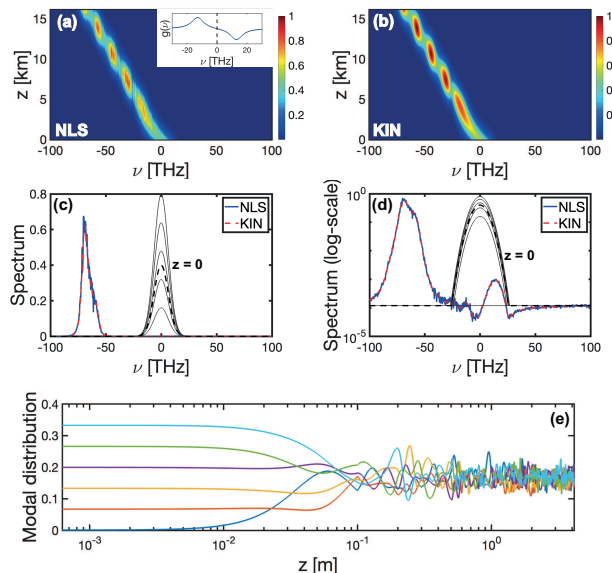 (a)
g(ν)
-20 0 20
ν [THz]
NLS
z [km]
15
10
5
0
-100 -50 0 50 100
ν [THz]
1
0.8
0.6
0.4
0.2
(b)
KIN
z [km]
15
10
5
0
-100 -50 0 50 100
ν [THz]
1
0.8
0.6
0.4
0.2
(c)
NLS
KIN
z = 0
Spectrum
0.8
0.6
0.4
0.2
0
-100 -50 0 50 100
ν [THz]
(d)
NLS
KIN
z = 0
Spectrum (log-scale)
10^0
10^-5
-100 -50 0 50 100
ν [THz]
(e)
Modal distribution
0.4
0.3
0.2
0.1
0
10^-3 10^-2 10^-1 10^0
z [m]